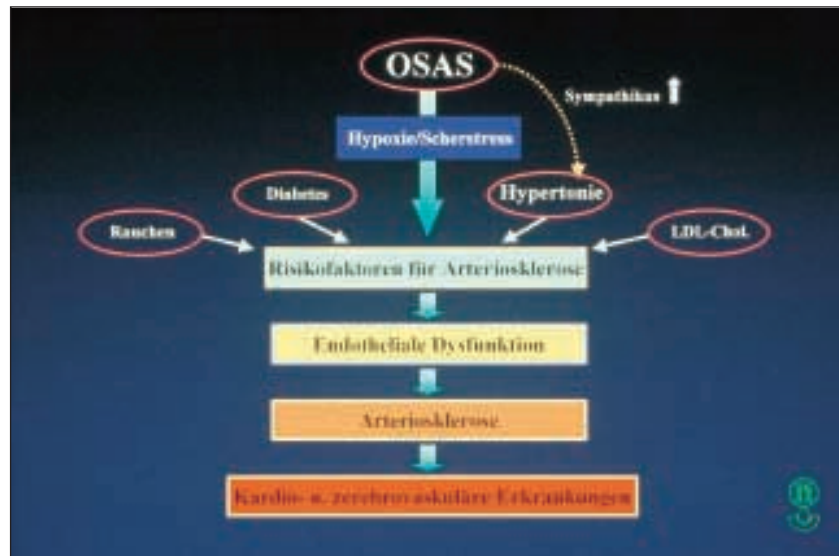 OSAS
Sympathikus
Hypoxie/Scherstress
Diabetes
Hypertonie
Rauchen
LDL-Chol.
Risikofaktoren für Arteriosklerose
Endotheliale Dysfunktion
Arteriosklerose
Kardio- u. zerebrovaskuläre Erkrankungen